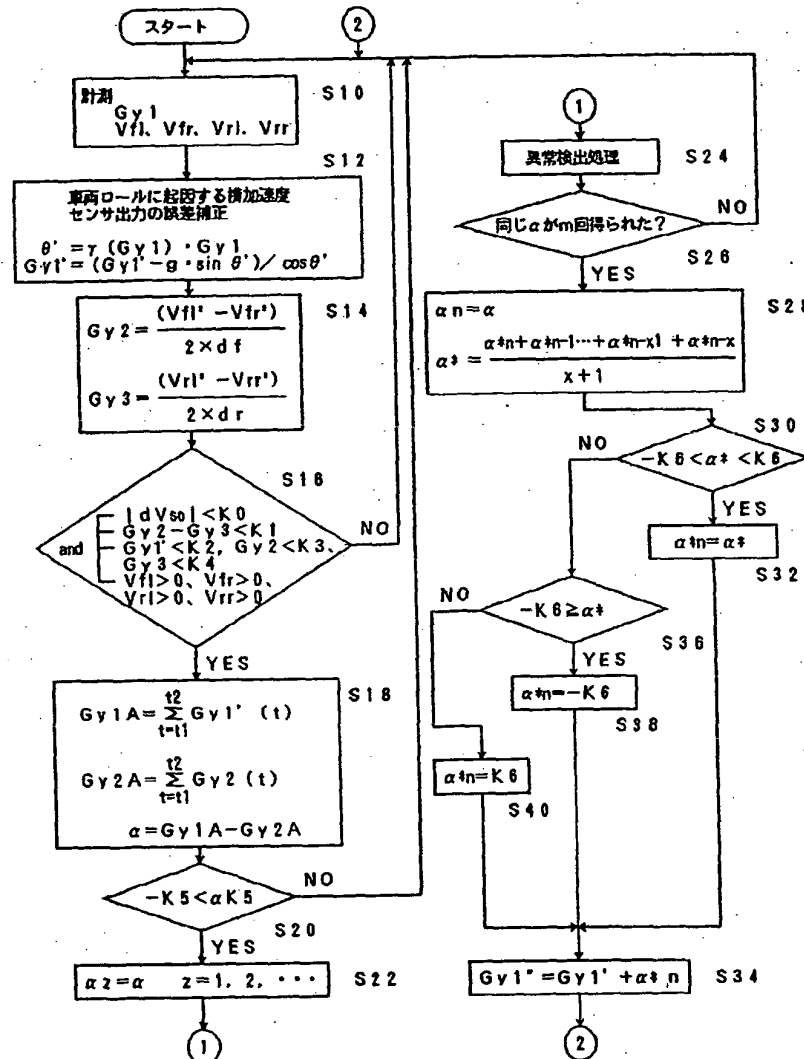 スタート
2
計測
Gy1
Vfl、Vfr、Vrl、Vrr
S10
S12
車両ロールに起因する横加速度
センサ出力の誤差補正
θ'=γ(Gy1)・Gy1
Gy1'=(Gy1'-g・sin θ')/cosθ'
S14
Gy2=(Vfl²-Vfr²)/2×df
Gy3=(Vrl²-Vrr²)/2×dr
S16
and
|dVso|<K0
Gy2-Gy3<K1
Gy1'<K2, Gy2<K3、
Gy3<K4
Vfl>0、Vfr>0、
Vrl>0、Vrr>0
NO
YES
S18
Gy1A=Σ Gy1'(t)
t2
t=t1
Gy2A=Σ Gy2(t)
t2
t=t1
α=Gy1A-Gy2A
-K5<αK5
NO
S20
YES
αz=α z=1, 2, ・・・
S22
1
1
異常検出処理
S24
同じαがm回得られた?
NO
S26
YES
S28
αn=α
α*=(α*n+α*n-1…+α*n-x1+α*n-x)/x+1
S30
-K6<α*<K6
NO
YES
α*n=α*
S32
-K6≧α*
NO
S36
YES
α*n=-K6
S38
α*n=K6
S40
Gy1"=Gy1'+α*n
S34
2